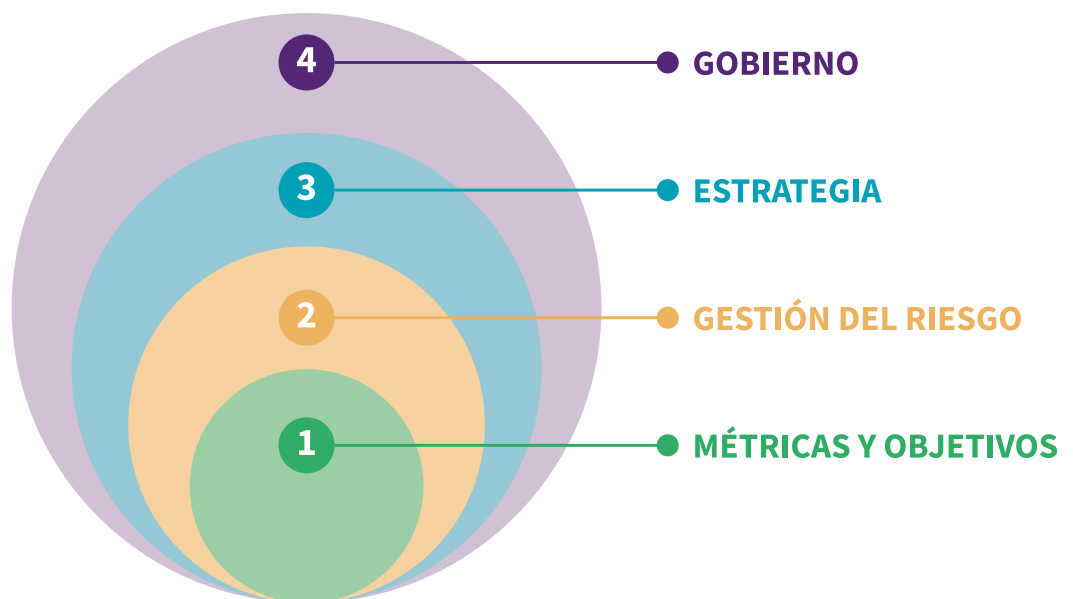 4 GOBIERNO
3 ESTRATEGIA
2 GESTIÓN DEL RIESGO
1 MÉTRICAS Y OBJETIVOS